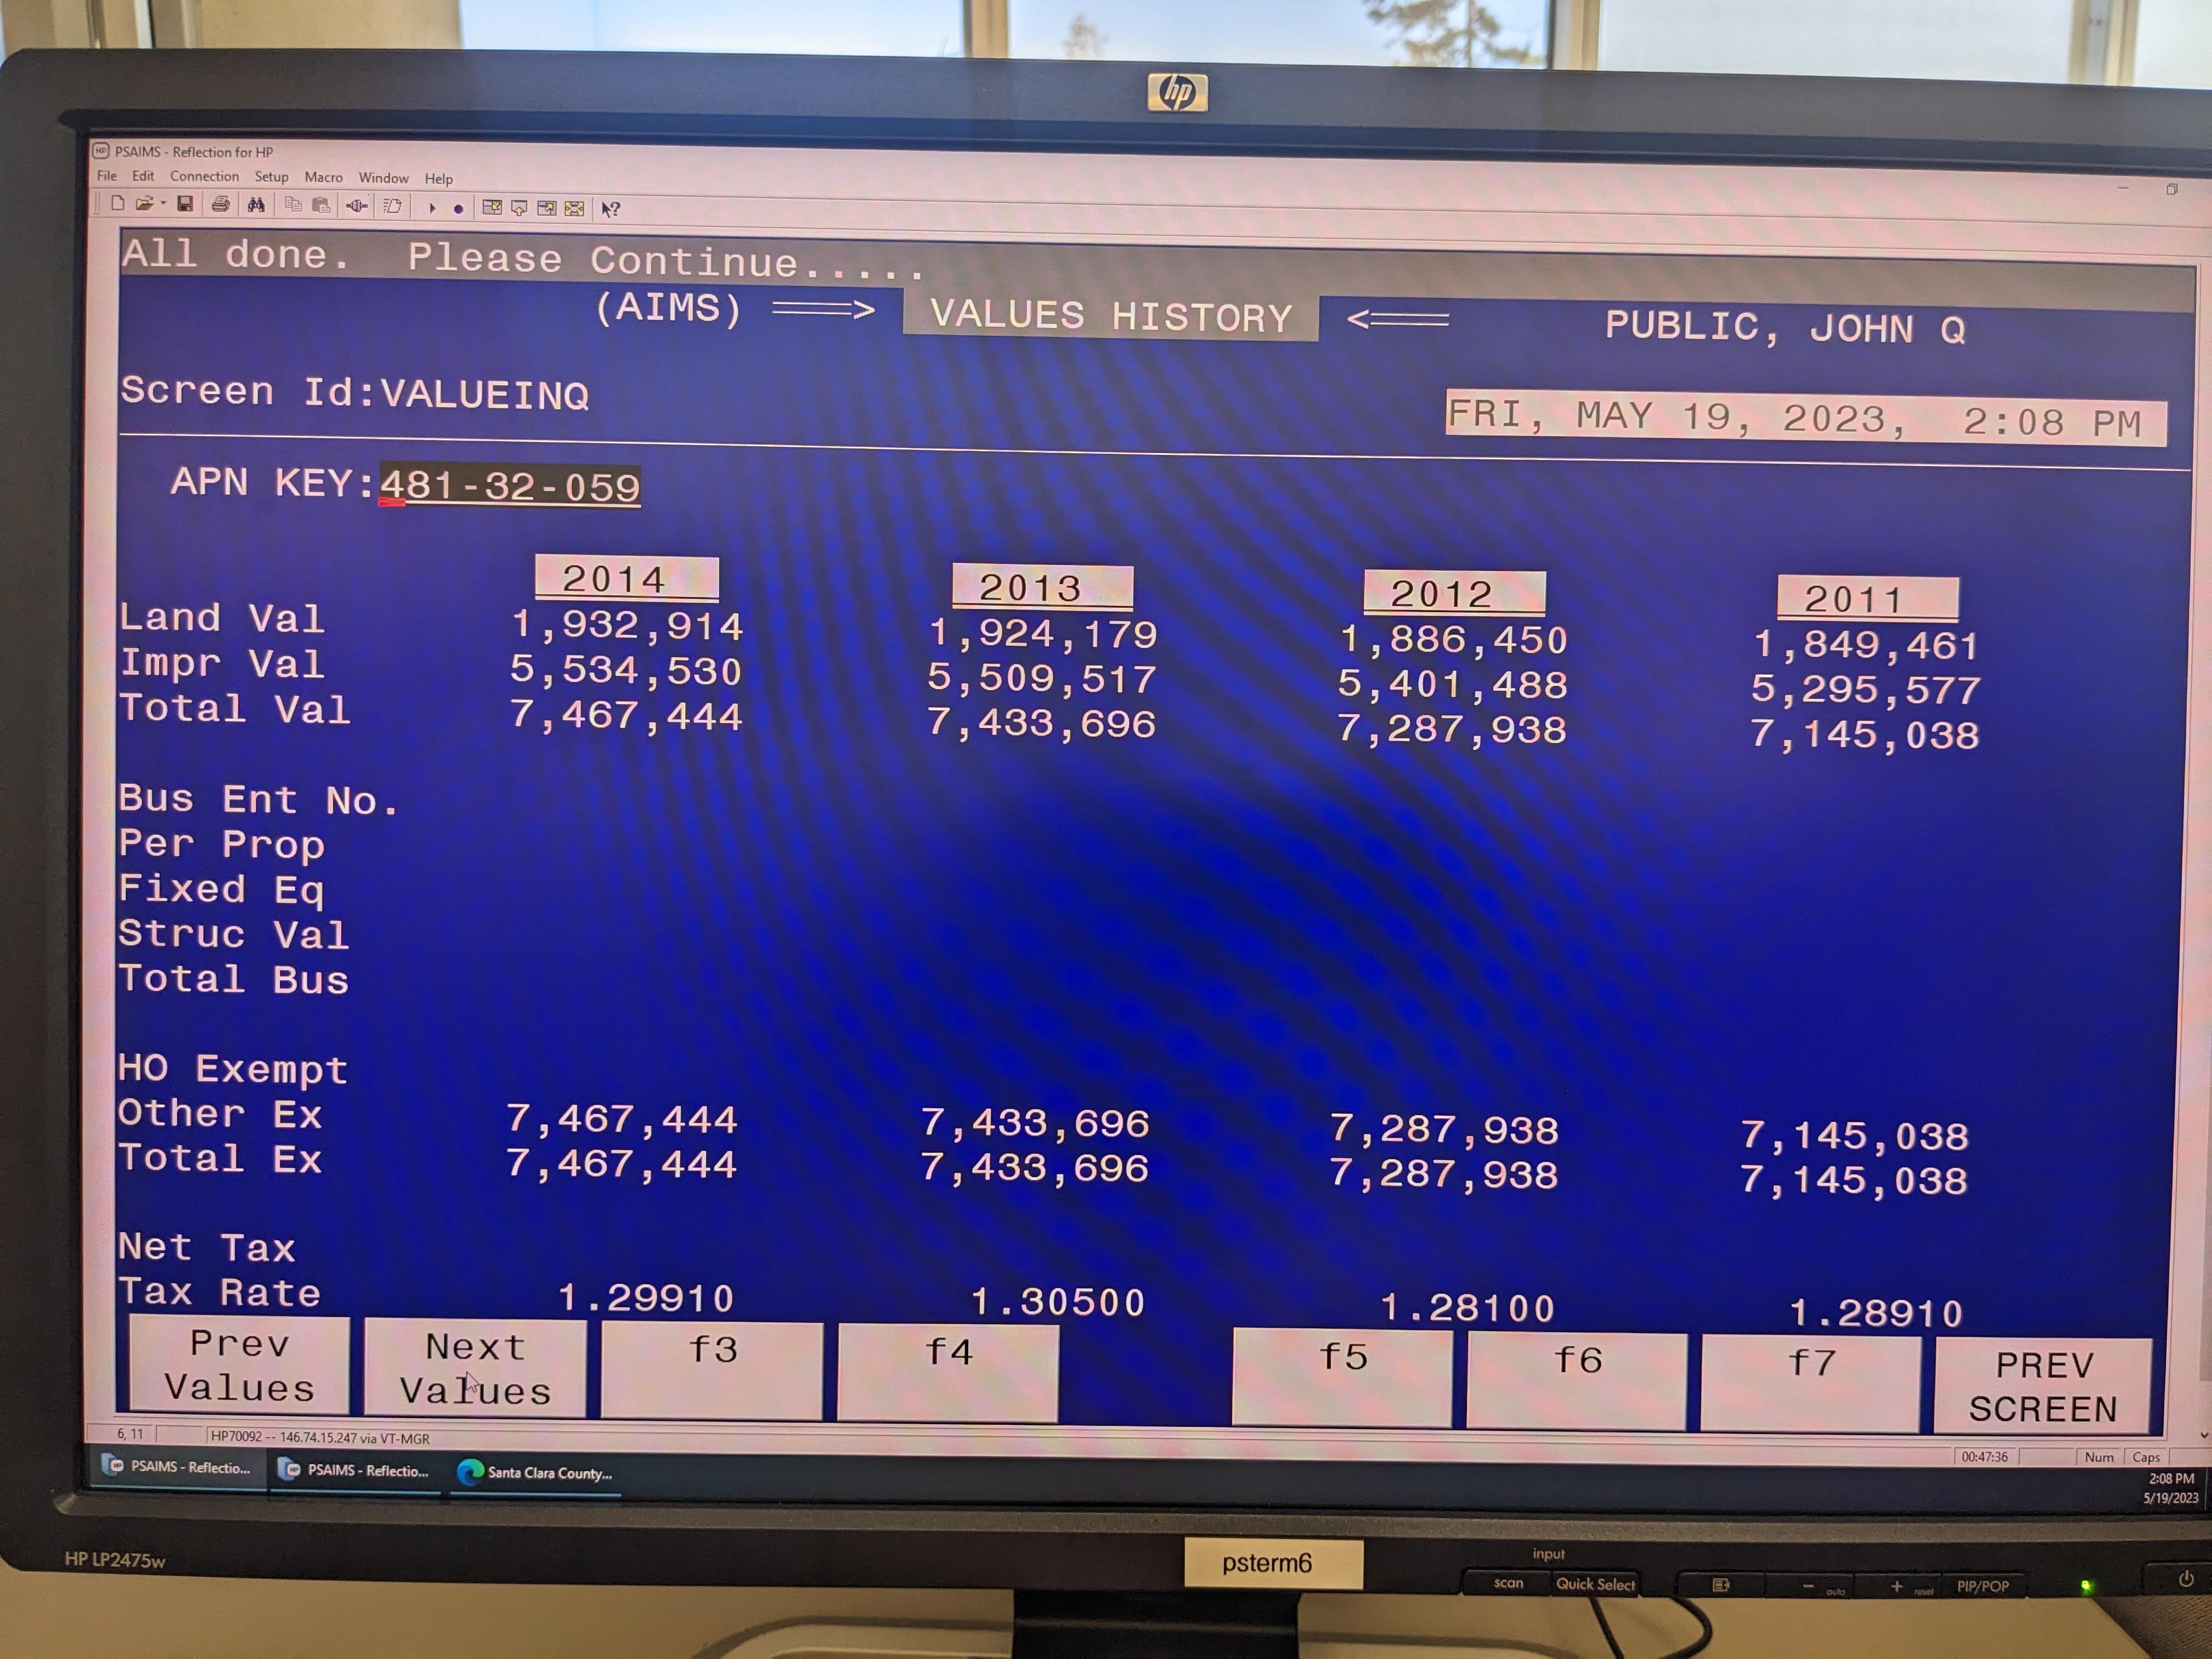 hp
PSAIMS - Reflection for HP
File Edit Connection Setup Macro Window Help
All done. Please Continue.....
(AIMS) ===> VALUES HISTORY <=== PUBLIC, JOHN Q
Screen Id:VALUEINQ FRI, MAY 19, 2023, 2:08 PM
APN KEY:481-32-059
2014 2013 2012 2011
Land Val 1,932,914 1,924,179 1,886,450 1,849,461
Impr Val 5,534,530 5,509,517 5,401,488 5,295,577
Total Val 7,467,444 7,433,696 7,287,938 7,145,038
Bus Ent No.
Per Prop
Fixed Eq
Struc Val
Total Bus
HO Exempt
Other Ex 7,467,444 7,433,696 7,287,938 7,145,038
Total Ex 7,467,444 7,433,696 7,287,938 7,145,038
Net Tax
Tax Rate 1.29910 1.30500 1.28100 1.28910
Prev Next f3 f4 f5 f6 f7 PREV
Values Values SCREEN
6, 11 HP70092 -- 146.74.15.247 via VT-MGR 00:47:36 Num Caps
PSAIMS - Reflectio... PSAIMS - Reflectio... Santa Clara County... 2:08 PM
5/19/2023
HP LP2475w psterm6 input
scan Quick Select - auto + reset PIP/POP